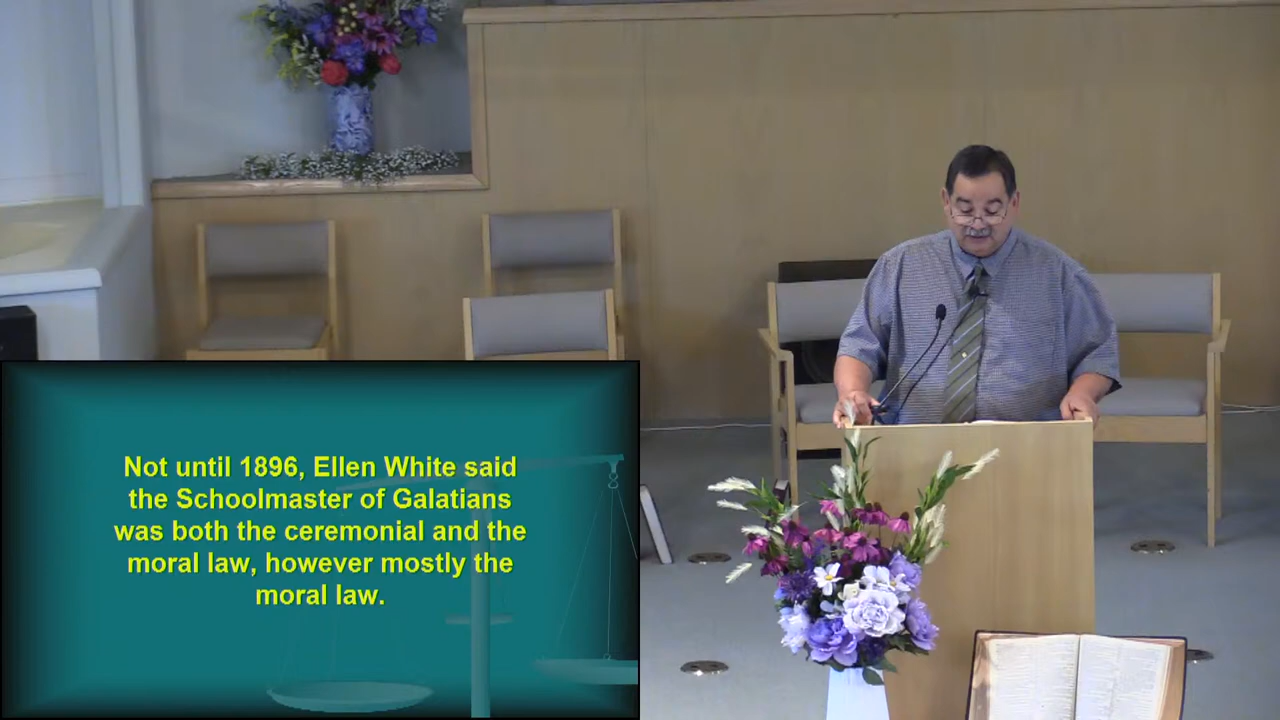 Not until 1896, Ellen White said
the Schoolmaster of Galatians
was both the ceremonial and the
moral law, however mostly the
moral law.